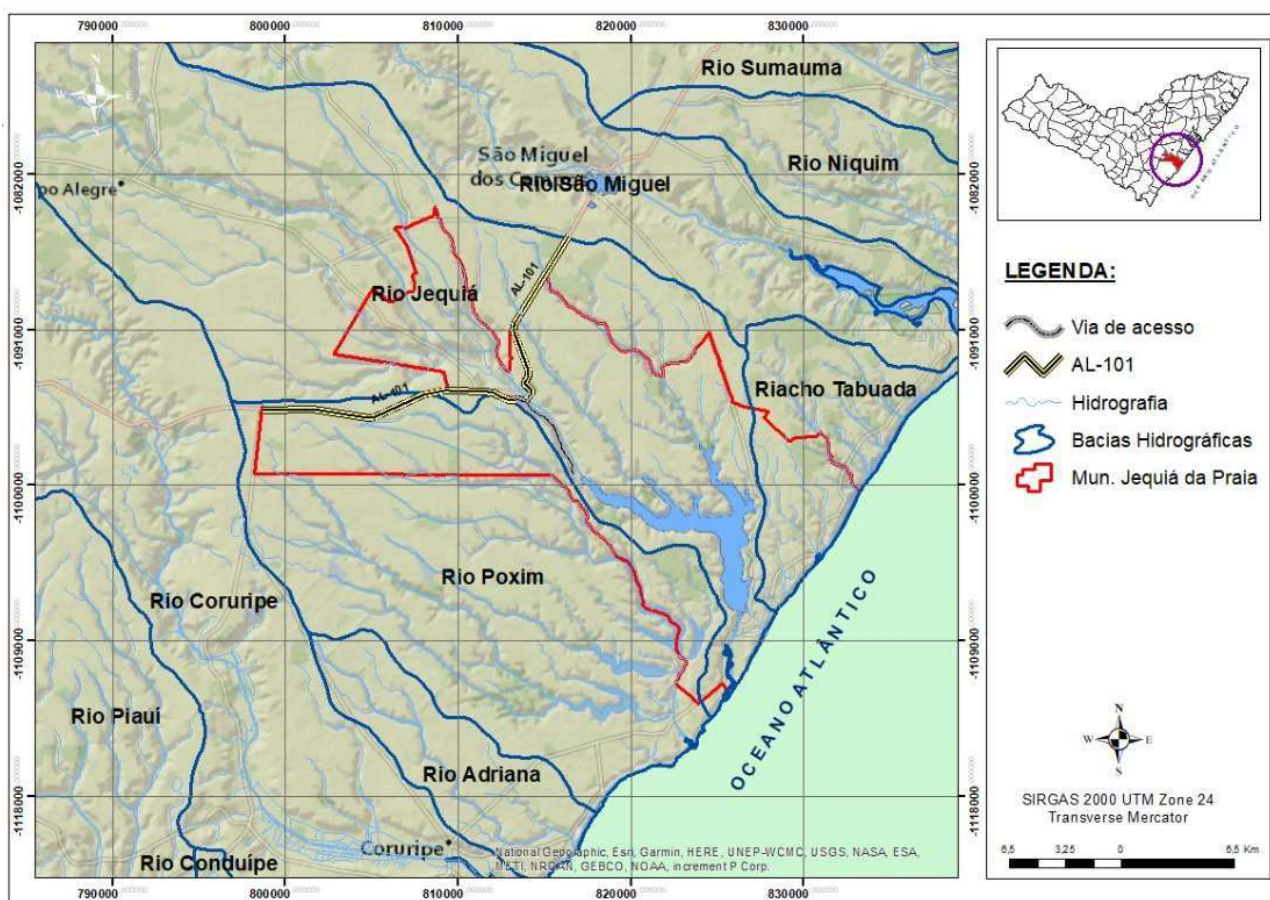 790000
800000
810000
820000
830000
-1082000
-1091000
-1100000
-1109000
-1118000
Rio Sumauma
Rio Niquim
São Miguel
dos Campos
Rio São Miguel
po Alegre
Rio Jequiá
AL-101
AL-101
Riacho Tabuada
Rio Poxim
Rio Coruripe
Rio Piauí
Rio Adriana
OCEANO ATLÂNTICO
Rio Conduípe
Coruripe
National Geographic, Esri, Garmin, HERE, UNEP-WCMC, USGS, NASA, ESA,
METI, NRCAN, GEBCO, NOAA, increment P Corp.
-1082000
-1091000
-1100000
-1109000
-1118000
790000
800000
810000
820000
830000
OCEANO ATLÂNTICO
LEGENDA:
Via de acesso
AL-101
Hidrografia
Bacias Hidrográficas
Mun. Jequiá da Praia
N
W
E
S
SIRGAS 2000 UTM Zone 24
Transverse Mercator
6,5 3,25 0 6,5 Km